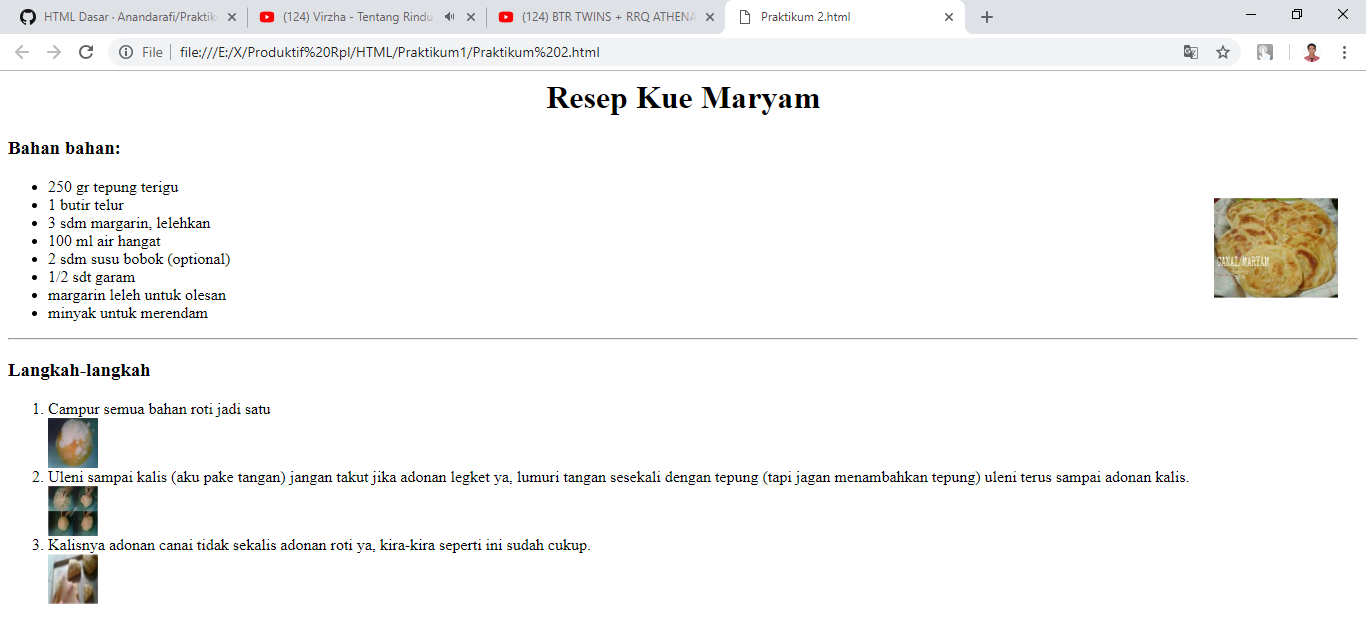 HTML Dasar · Anandarafi/Praktik
(124) Virzha - Tentang Rindu
(124) BTR TWINS + RRQ ATHENA
Praktikum 2.html
File
file:///E:/X/Produktif%20Rpl/HTML/Praktikum1/Praktikum%202.html
Resep Kue Maryam
Bahan bahan:
250 gr tepung terigu
1 butir telur
3 sdm margarin, lelehkan
100 ml air hangat
2 sdm susu bobok (optional)
1/2 sdt garam
margarin leleh untuk olesan
minyak untuk merendam
CANAI/MARYAM
Langkah-langkah
1. Campur semua bahan roti jadi satu
2. Uleni sampai kalis (aku pake tangan) jangan takut jika adonan legket ya, lumuri tangan sesekali dengan tepung (tapi jagan menambahkan tepung) uleni terus sampai adonan kalis.
3. Kalisnya adonan canai tidak sekalis adonan roti ya, kira-kira seperti ini sudah cukup.